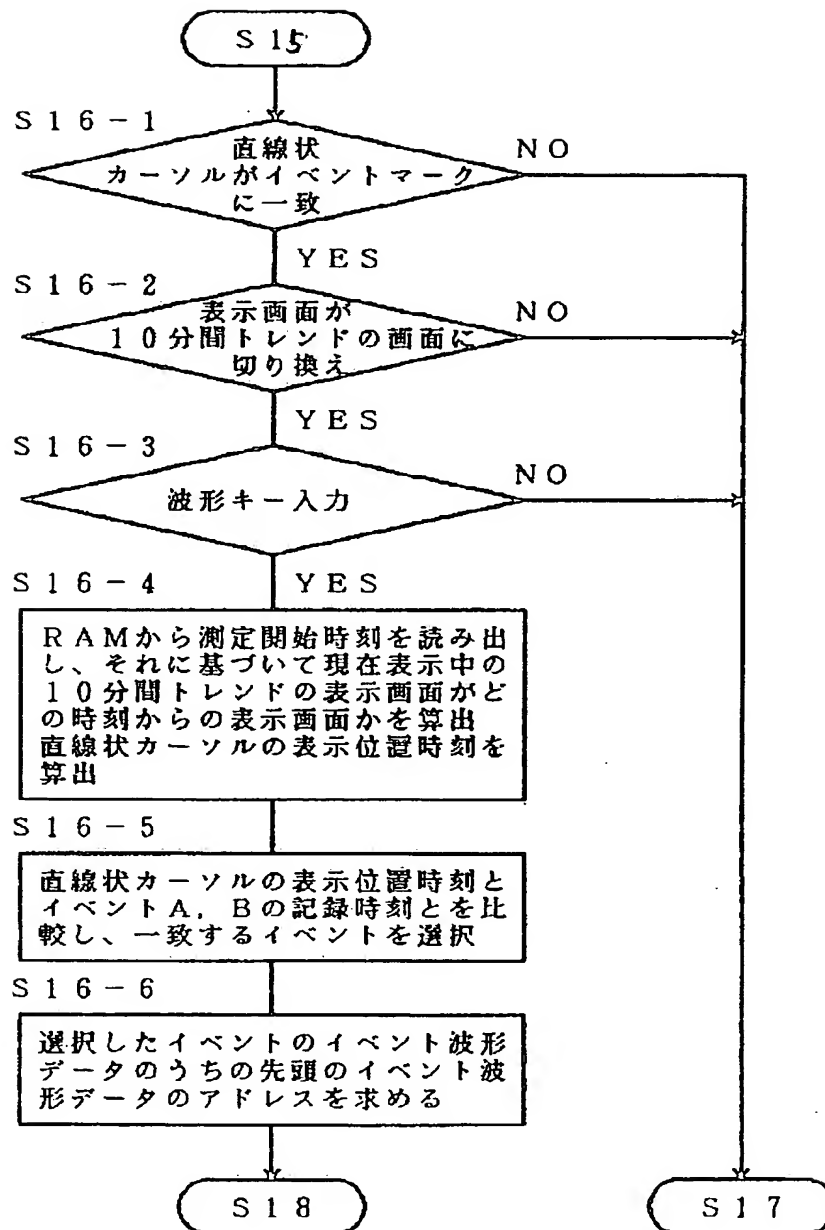 S15
S16-1
直線状
カーソルがイベントマーク
に一致
NO
YES
S16-2
表示画面が
10分間トレンドの画面に
切り換え
NO
YES
S16-3
波形キー入力
NO
YES
S16-4
RAMから測定開始時刻を読み出
し、それに基づいて現在表示中の
10分間トレンドの表示画面がど
の時刻からの表示画面かを算出
直線状カーソルの表示位置時刻を
算出
S16-5
直線状カーソルの表示位置時刻と
イベントA,Bの記録時刻とを比
較し、一致するイベントを選択
S16-6
選択したイベントのイベント波形
データのうちの先頭のイベント波
形データのアドレスを求める
S18
S17